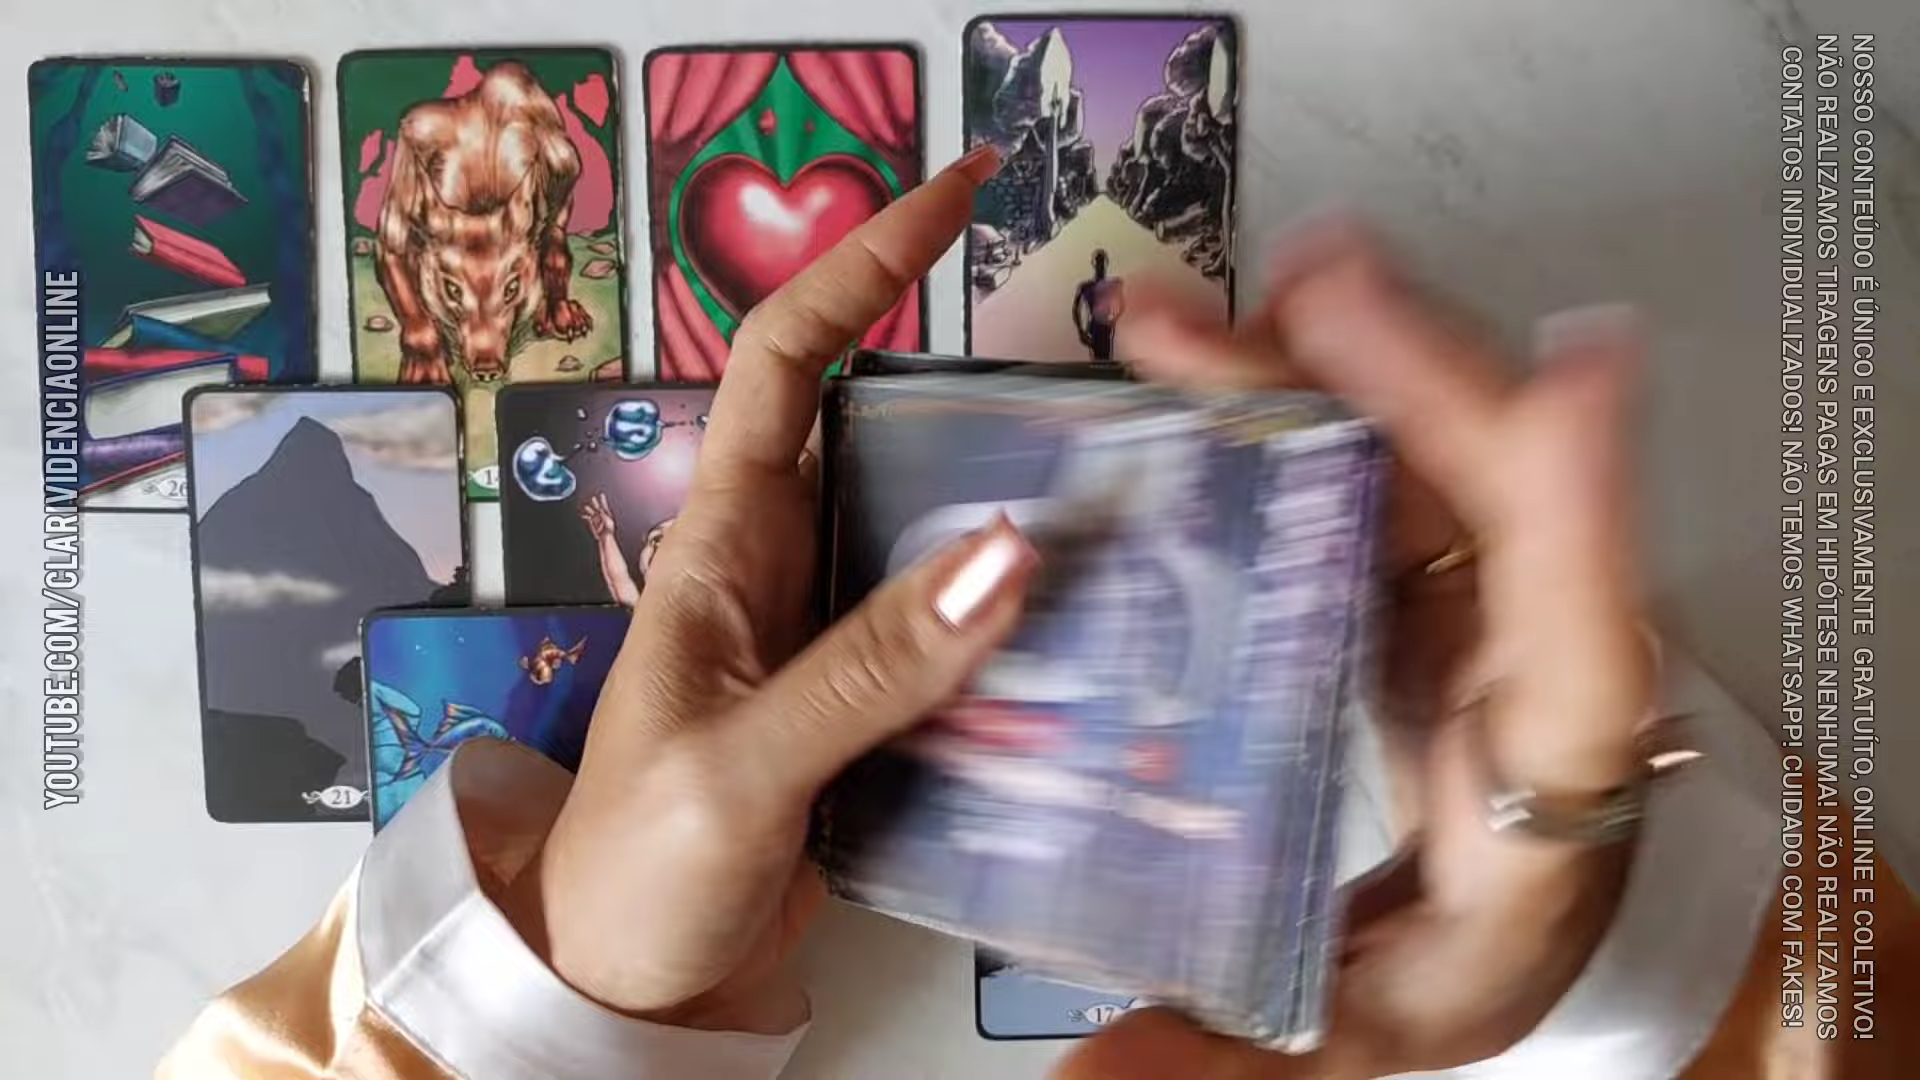 YOUTUBE.COM/CLARIVIDENCIAONLINE
NOSSO CONTEÚDO É ÚNICO E EXCLUSIVAMENTE GRATUÍTO, ONLINE E COLETIVO!
NÃO REALIZAMOS TIRAGENS PAGAS EM HIPÓTESE NENHUMA! NÃO REALIZAMOS
CONTATOS INDIVIDUALIZADOS! NÃO TEMOS WHATSAPP! CUIDADO COM FAKES!
26
21
17